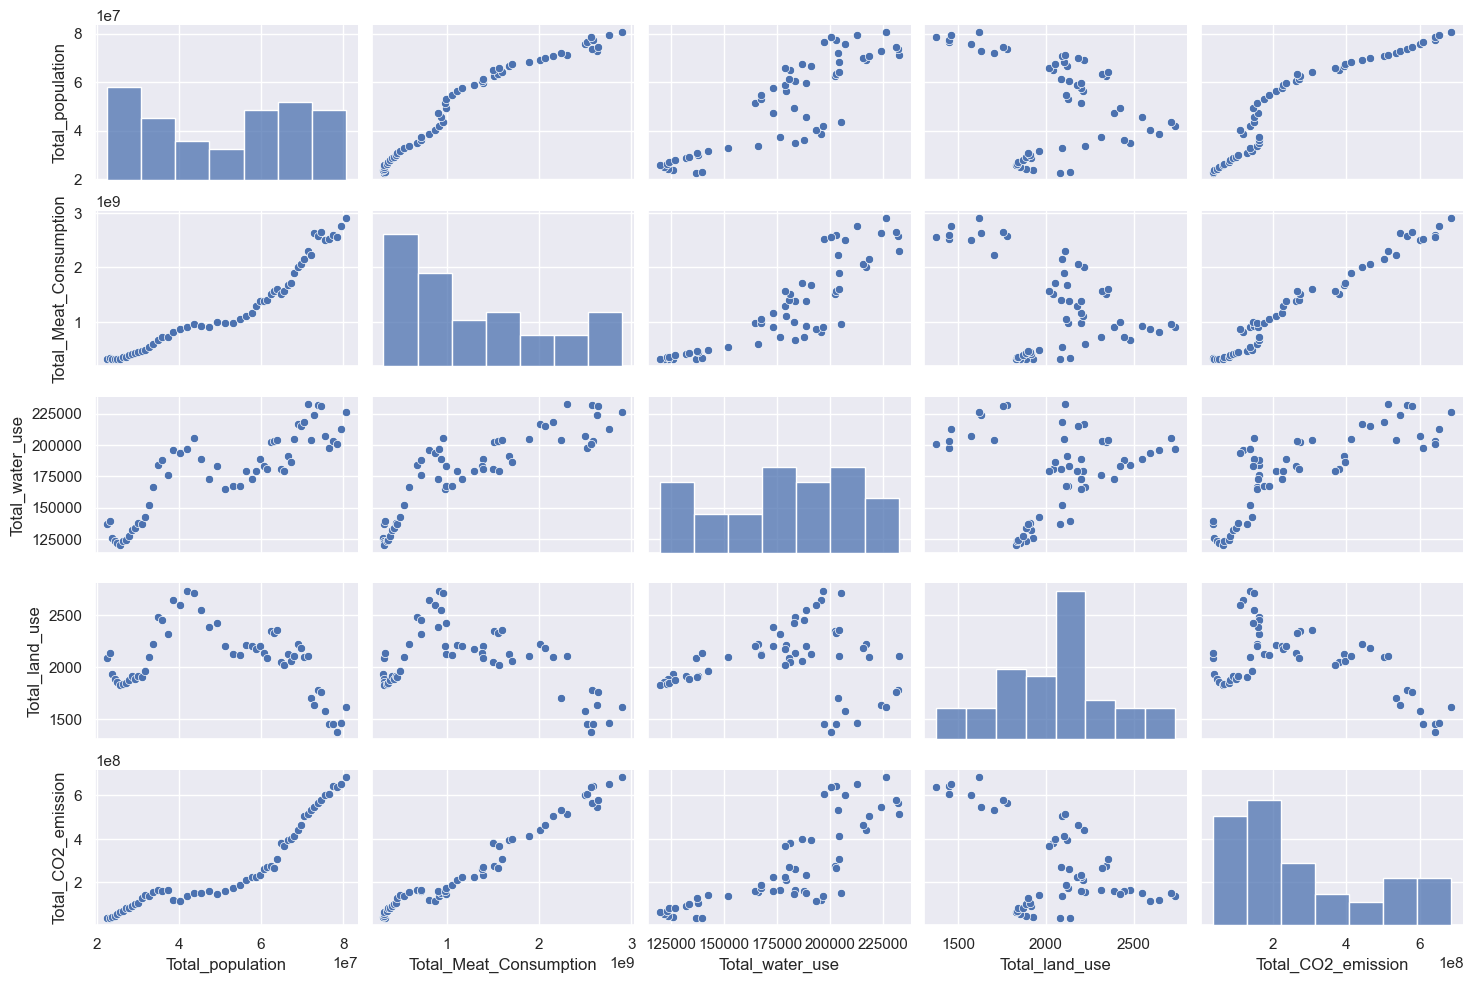 1e7
8
6
4
2
Total_population
1e9
3
2
1
Total_Meat_Consumption
225000
200000
175000
150000
125000
Total_water_use
2500
2000
1500
Total_land_use
1e8
6
4
2
Total_CO2_emission
2 4 6 8 1 2 3 125000 150000 175000 200000 225000 1500 2000 2500 2 4 6
Total_population 1e7 Total_Meat_Consumption 1e9 Total_water_use Total_land_use Total_CO2_emission 1e8